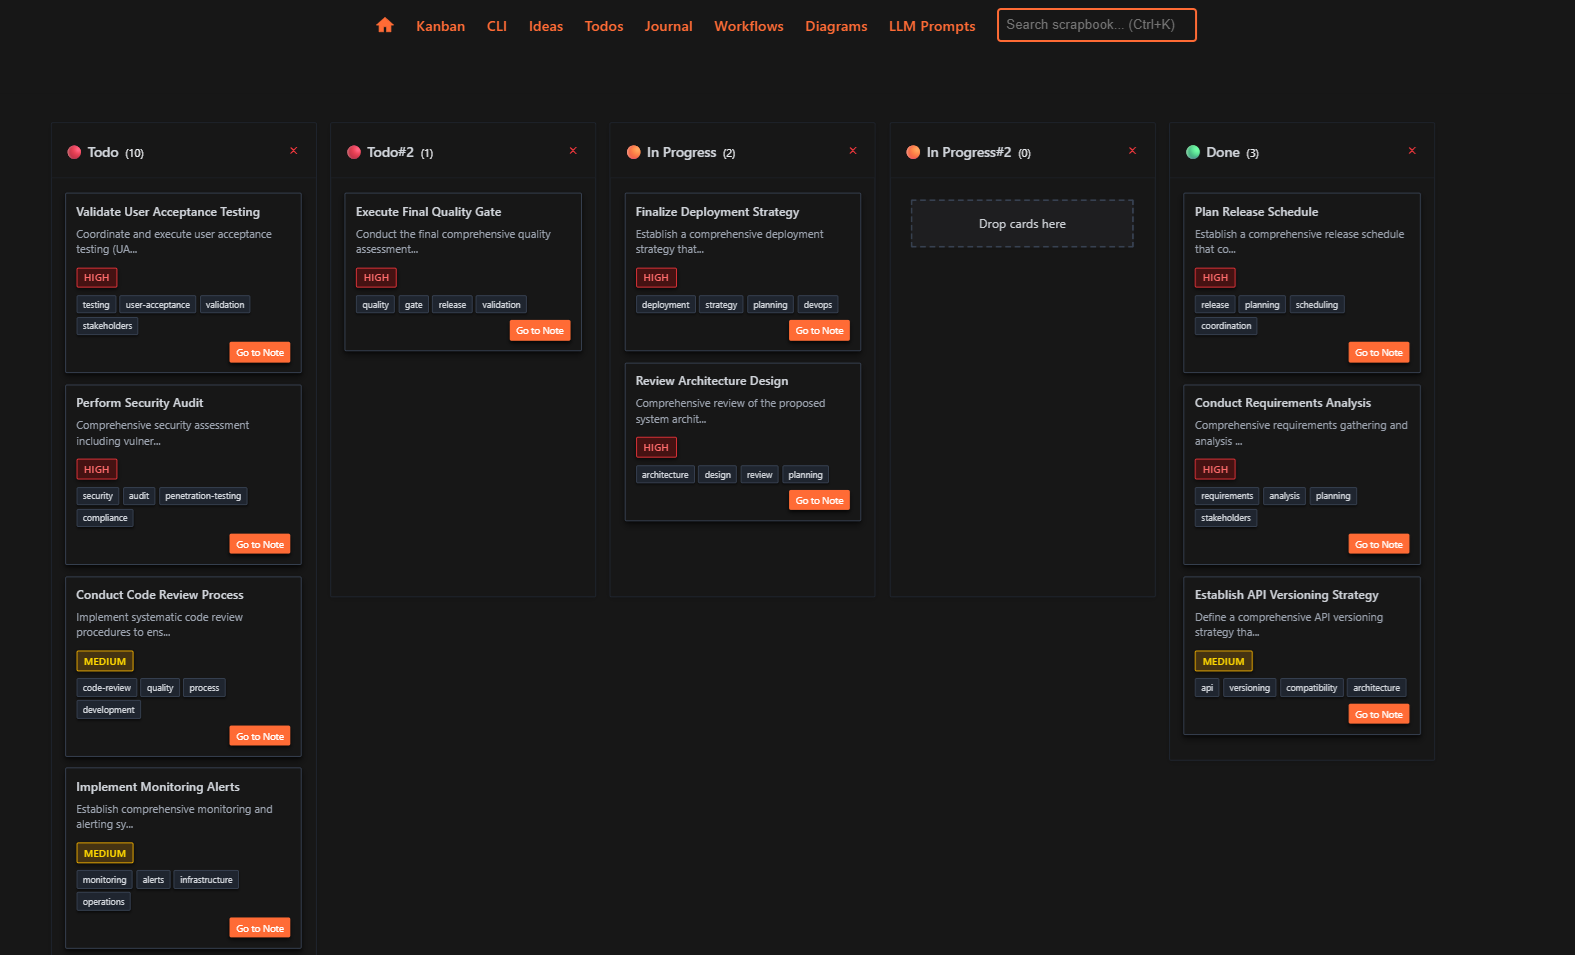 Kanban CLI Ideas Todos Journal Workflows Diagrams LLM Prompts Search scrapbook... (Ctrl+K)
Todo (10) ×
Validate User Acceptance Testing
Coordinate and execute user acceptance
testing (UA...
HIGH
testing user-acceptance validation
stakeholders
Go to Note
Perform Security Audit
Comprehensive security assessment
including vulner...
HIGH
security audit penetration-testing
compliance
Go to Note
Conduct Code Review Process
Implement systematic code review
procedures to ens...
MEDIUM
code-review quality process
development
Go to Note
Implement Monitoring Alerts
Establish comprehensive monitoring and
alerting sy...
MEDIUM
monitoring alerts infrastructure
operations
Go to Note
Todo#2 (1) ×
Execute Final Quality Gate
Conduct the final comprehensive quality
assessment...
HIGH
quality gate release validation
Go to Note
In Progress (2) ×
Finalize Deployment Strategy
Establish a comprehensive deployment
strategy that...
HIGH
deployment strategy planning devops
Go to Note
Review Architecture Design
Comprehensive review of the proposed
system archit...
HIGH
architecture design review planning
Go to Note
In Progress#2 (0) ×
Drop cards here
Done (3) ×
Plan Release Schedule
Establish a comprehensive release schedule
that co...
HIGH
release planning scheduling
coordination
Go to Note
Conduct Requirements Analysis
Comprehensive requirements gathering and
analysis ...
HIGH
requirements analysis planning
stakeholders
Go to Note
Establish API Versioning Strategy
Define a comprehensive API versioning
strategy tha...
MEDIUM
api versioning compatibility architecture
Go to Note